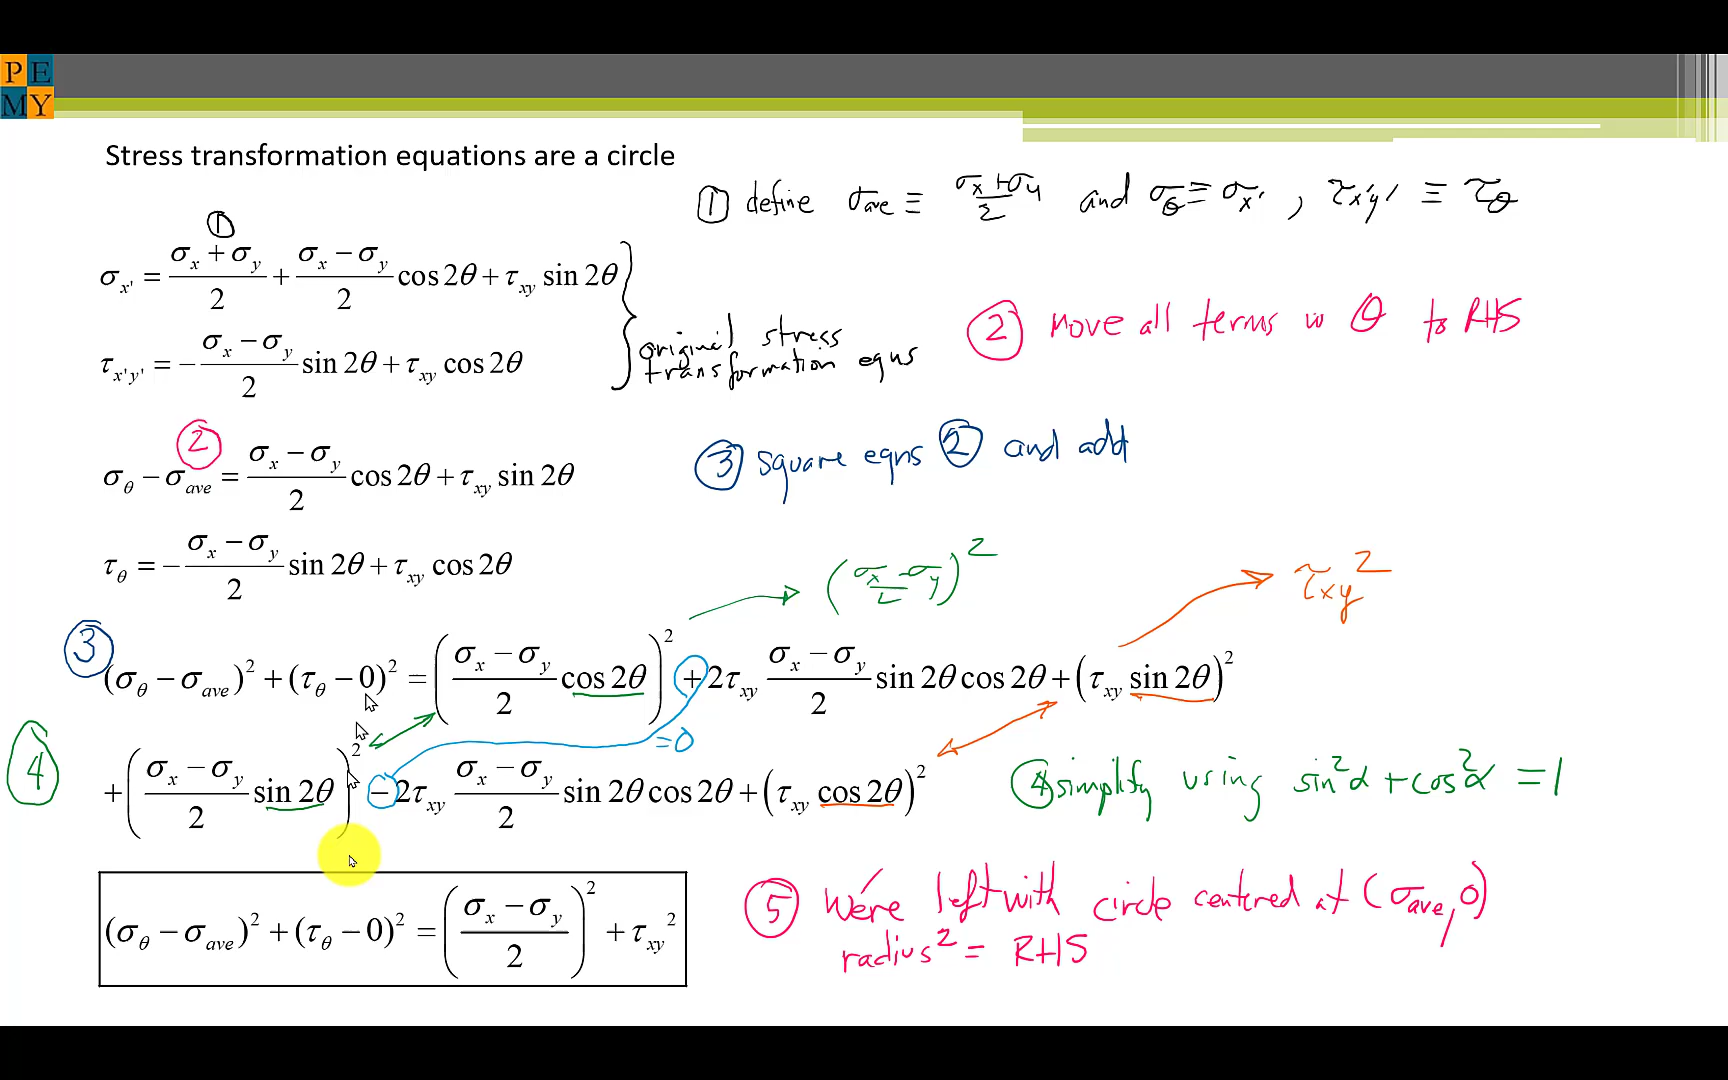 PE
MY
Stress transformation equations are a circle
① define σave ≡ (σx+σy)/2 and σθ ≡ σx' , τx'y' ≡ τθ
①
σx' = (σx + σy)/2 + (σx − σy)/2 cos 2θ + τxy sin 2θ
② move all terms w θ to RHS
τx'y' = − (σx − σy)/2 sin 2θ + τxy cos 2θ
original stress
transformation eqns
②
σθ − σave = (σx − σy)/2 cos 2θ + τxy sin 2θ
③ square eqns ② and add
τθ = − (σx − σy)/2 sin 2θ + τxy cos 2θ
(σx − σy / 2)²
τxy²
③
(σθ − σave)² + (τθ − 0)² = ((σx − σy)/2 cos 2θ)² + 2τxy (σx − σy)/2 sin 2θ cos 2θ + (τxy sin 2θ)²
=0
④
+ ((σx − σy)/2 sin 2θ)² − 2τxy (σx − σy)/2 sin 2θ cos 2θ + (τxy cos 2θ)²
④ simplify using sin²α + cos²α = 1
(σθ − σave)² + (τθ − 0)² = ((σx − σy)/2)² + τxy²
⑤ We're left with circle centered at (σave, 0)
radius² = RHS